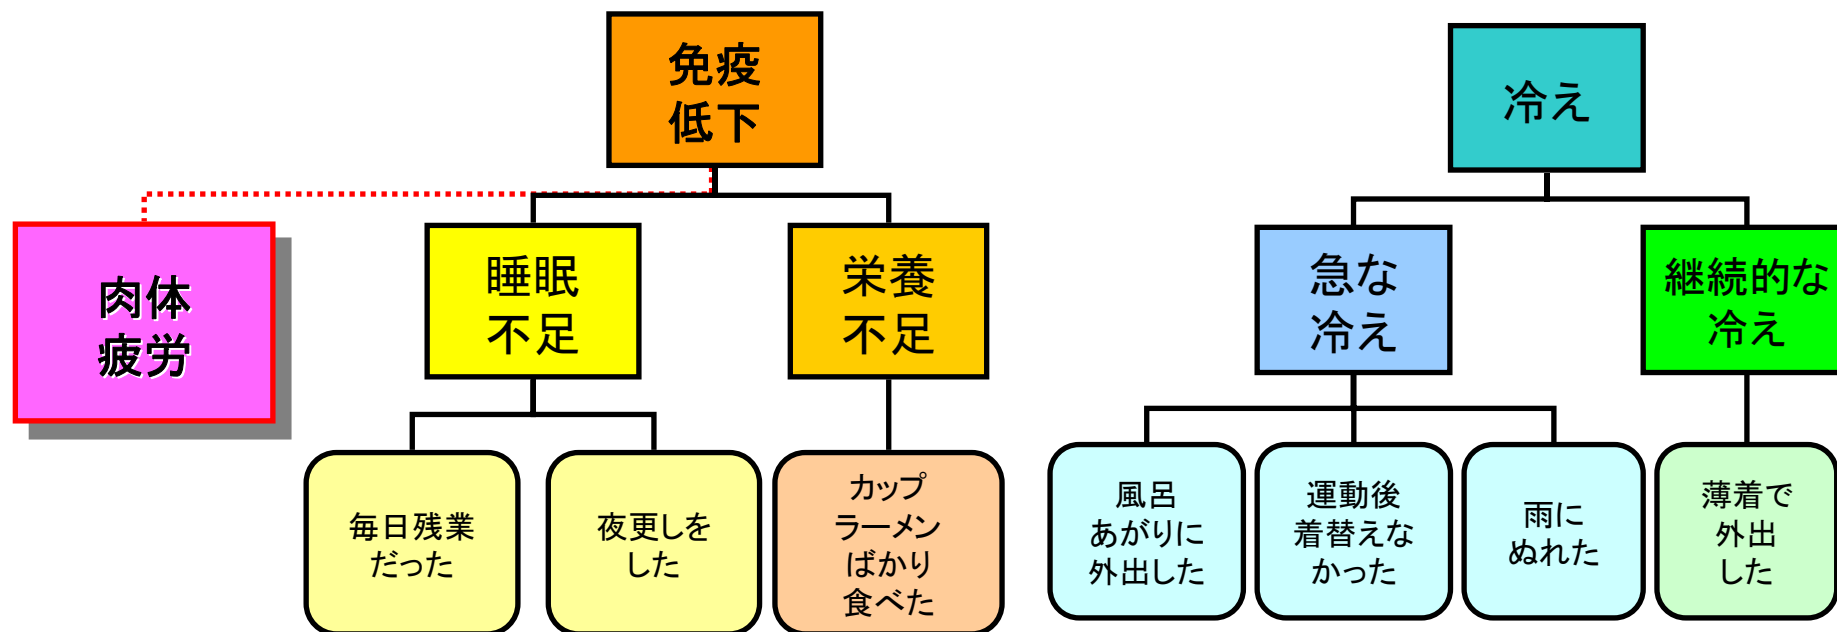 免疫
低下
冷え
肉体
疲労
睡眠
不足
栄養
不足
急な
冷え
継続的な
冷え
毎日残業
だった
夜更しを
した
カップ
ラーメン
ばかり
食べた
風呂
あがりに
外出した
運動後
着替えな
かった
雨に
ぬれた
薄着で
外出
した